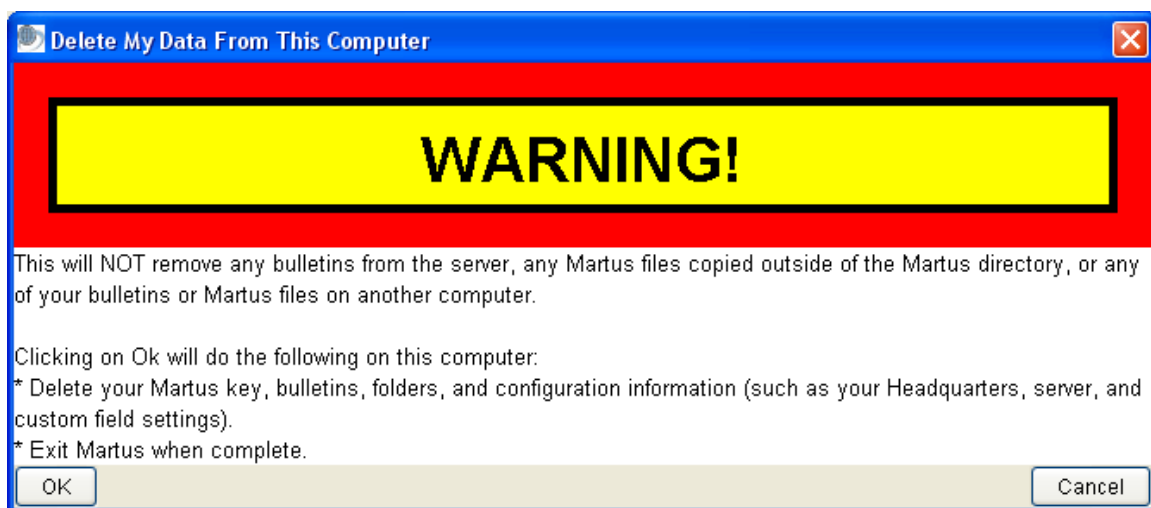 Delete My Data From This Computer
WARNING!
This will NOT remove any bulletins from the server, any Martus files copied outside of the Martus directory, or any
of your bulletins or Martus files on another computer.
Clicking on Ok will do the following on this computer:
* Delete your Martus key, bulletins, folders, and configuration information (such as your Headquarters, server, and
custom field settings).
* Exit Martus when complete.
OK
Cancel